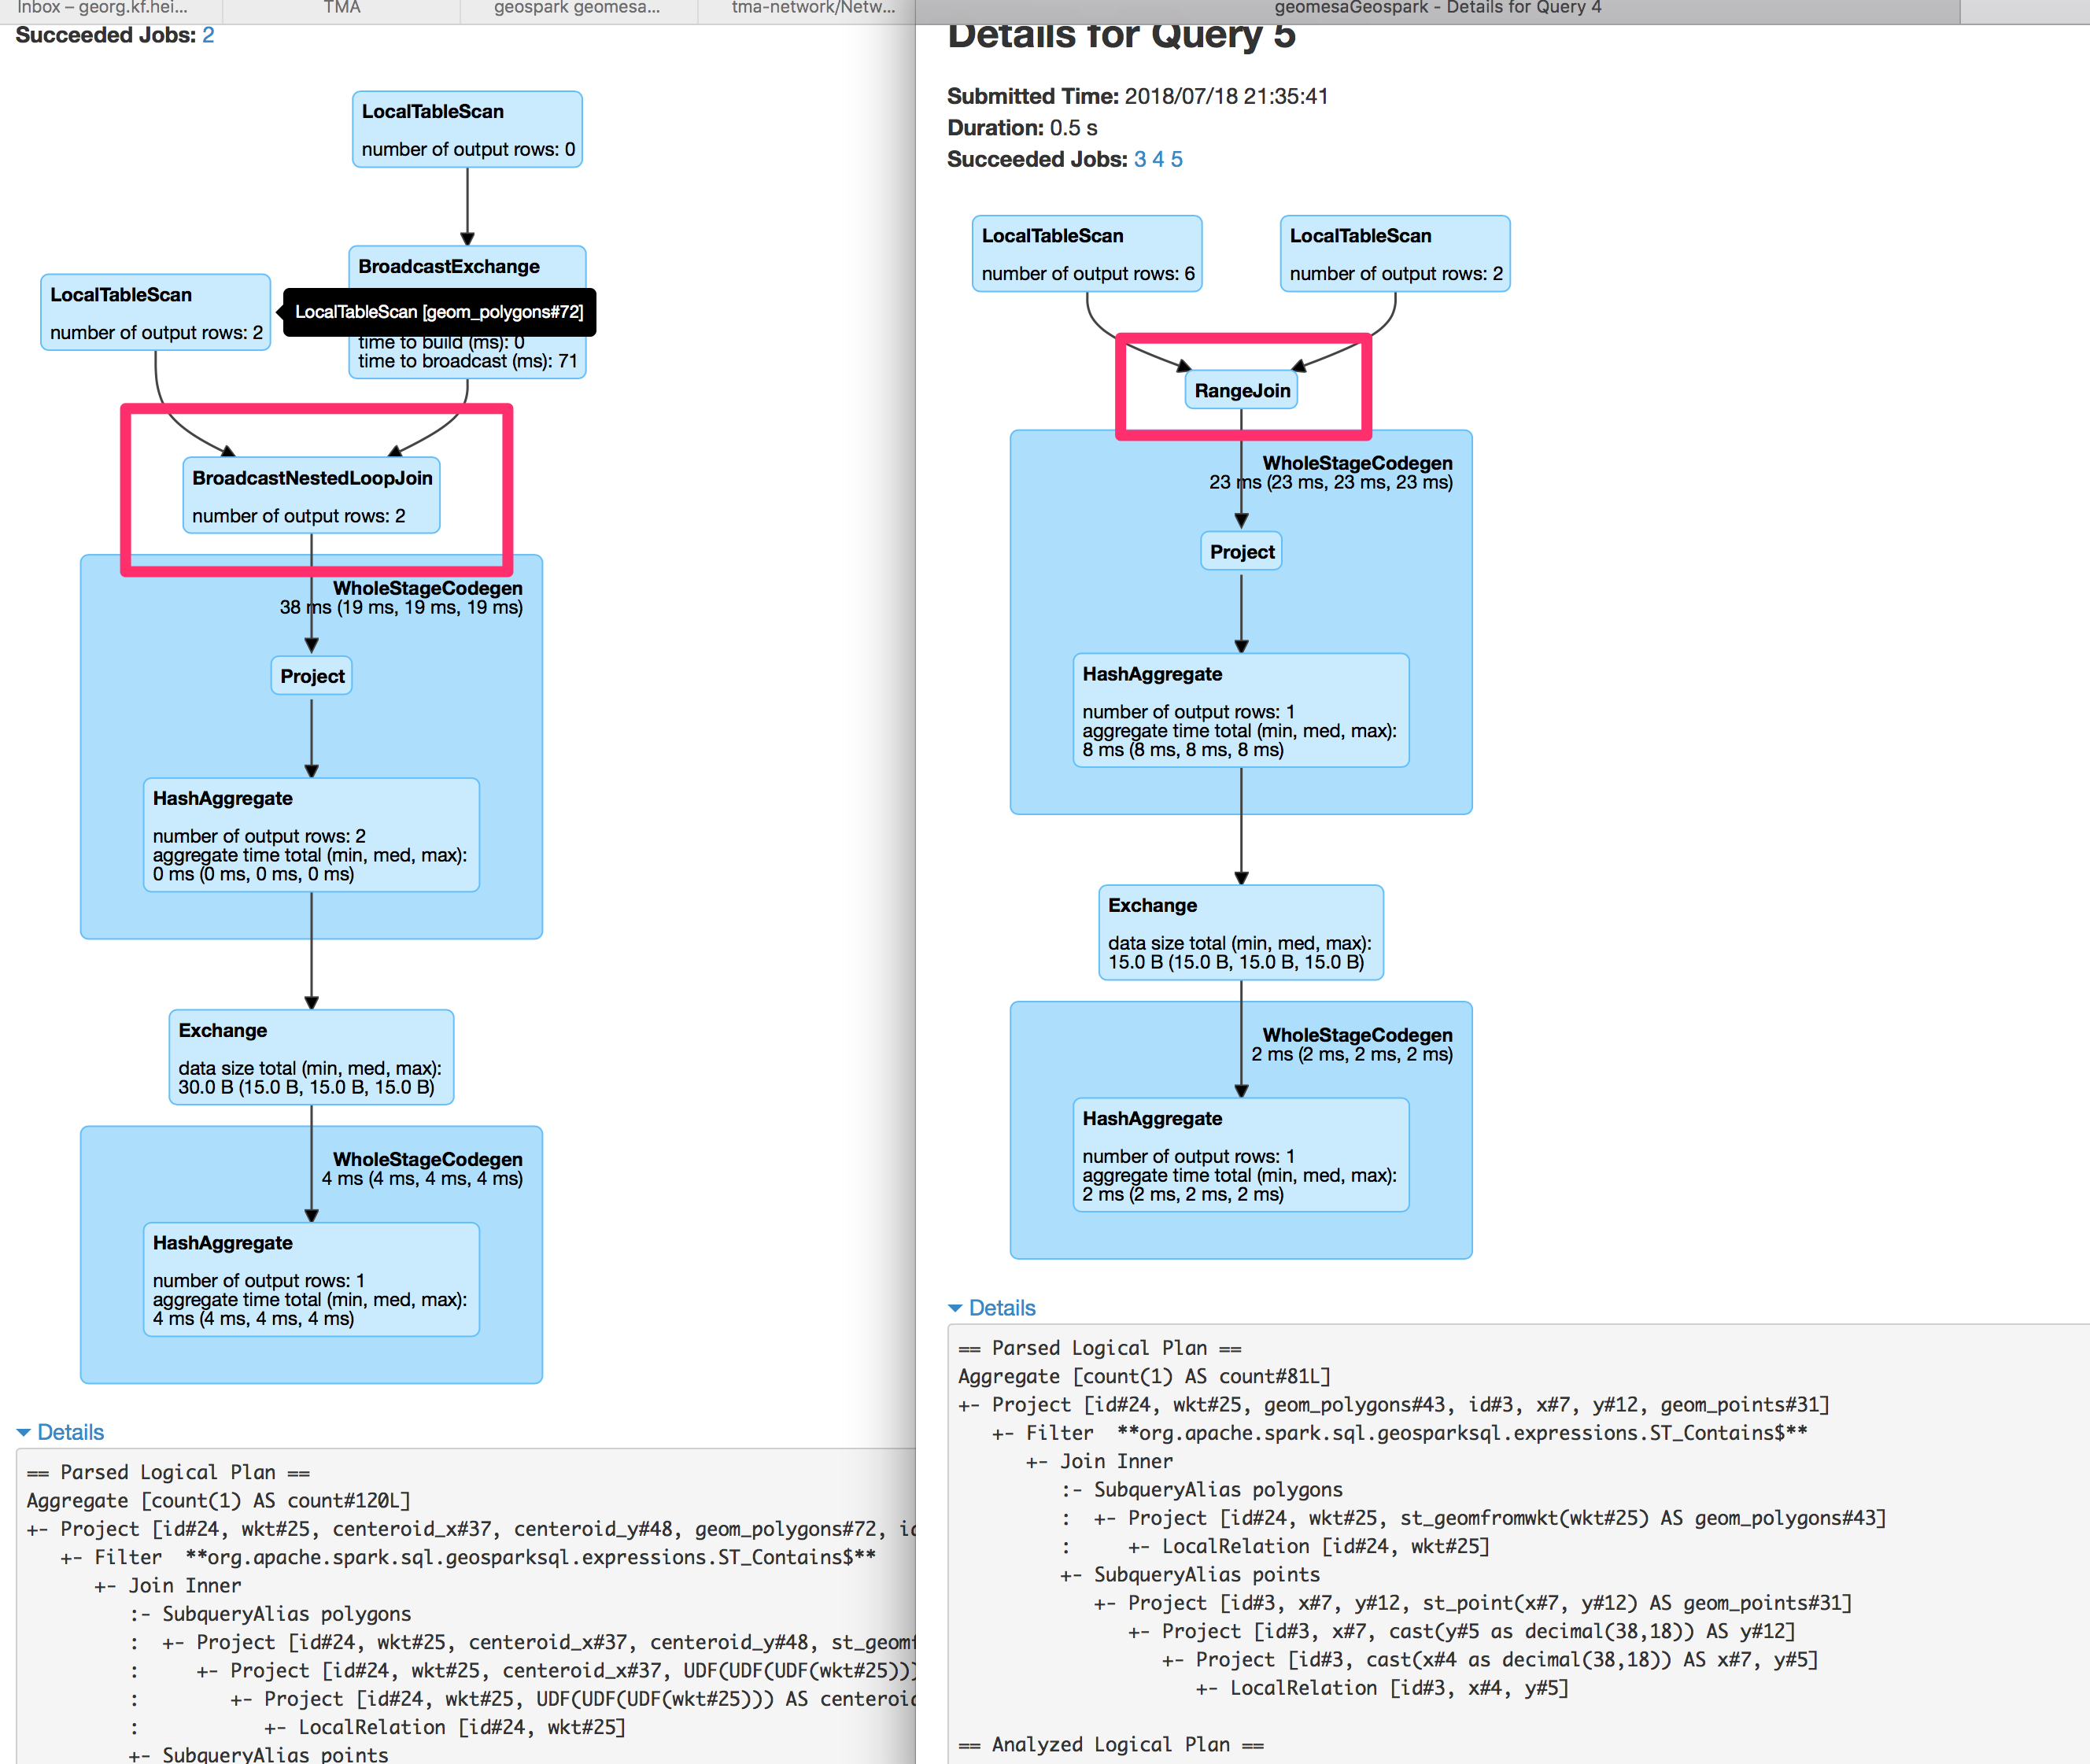 Inbox – georg.kf.hei...
TMA
geospark geomesa...
tma-network/Netw...
Succeeded Jobs: 2
LocalTableScan
number of output rows: 0
BroadcastExchange
LocalTableScan
number of output rows: 2
LocalTableScan [geom_polygons#72]
time to build (ms): 0
time to broadcast (ms): 71
BroadcastNestedLoopJoin
number of output rows: 2
WholeStageCodegen
38 ms (19 ms, 19 ms, 19 ms)
Project
HashAggregate
number of output rows: 2
aggregate time total (min, med, max):
0 ms (0 ms, 0 ms, 0 ms)
Exchange
data size total (min, med, max):
30.0 B (15.0 B, 15.0 B, 15.0 B)
WholeStageCodegen
4 ms (4 ms, 4 ms, 4 ms)
HashAggregate
number of output rows: 1
aggregate time total (min, med, max):
4 ms (4 ms, 4 ms, 4 ms)
Details
== Parsed Logical Plan ==
Aggregate [count(1) AS count#120L]
+- Project [id#24, wkt#25, centeroid_x#37, centeroid_y#48, geom_polygons#72,
+- Filter **org.apache.spark.sql.geosparksql.expressions.ST_Contains$**
+- Join Inner
:- SubqueryAlias polygons
: +- Project [id#24, wkt#25, centeroid_x#37, centeroid_y#48,
: +- Project [id#24, wkt#25, centeroid_x#37, UDF(UDF(UDF(wkt#25)))
: +- Project [id#24, wkt#25, UDF(UDF(UDF(wkt#25))) AS
: +- LocalRelation [id#24, wkt#25]
+- SubqueryAlias points
geomesaGeospark - Details for Query 4
Details for Query 5
Submitted Time: 2018/07/18 21:35:41
Duration: 0.5 s
Succeeded Jobs: 3 4 5
LocalTableScan
number of output rows: 6
LocalTableScan
number of output rows: 2
RangeJoin
WholeStageCodegen
23 ms (23 ms, 23 ms, 23 ms)
Project
HashAggregate
number of output rows: 1
aggregate time total (min, med, max):
8 ms (8 ms, 8 ms, 8 ms)
Exchange
data size total (min, med, max):
15.0 B (15.0 B, 15.0 B, 15.0 B)
WholeStageCodegen
2 ms (2 ms, 2 ms, 2 ms)
HashAggregate
number of output rows: 1
aggregate time total (min, med, max):
2 ms (2 ms, 2 ms, 2 ms)
Details
== Parsed Logical Plan ==
Aggregate [count(1) AS count#81L]
+- Project [id#24, wkt#25, geom_polygons#43, id#3, x#7, y#12, geom_points#31]
+- Filter **org.apache.spark.sql.geosparksql.expressions.ST_Contains$**
+- Join Inner
:- SubqueryAlias polygons
: +- Project [id#24, wkt#25, st_geomfromwkt(wkt#25) AS geom_polygons#43]
: +- LocalRelation [id#24, wkt#25]
+- SubqueryAlias points
+- Project [id#3, x#7, y#12, st_point(x#7, y#12) AS geom_points#31]
+- Project [id#3, x#7, cast(y#5 as decimal(38,18)) AS y#12]
+- Project [id#3, cast(x#4 as decimal(38,18)) AS x#7, y#5]
+- LocalRelation [id#3, x#4, y#5]
== Analyzed Logical Plan ==